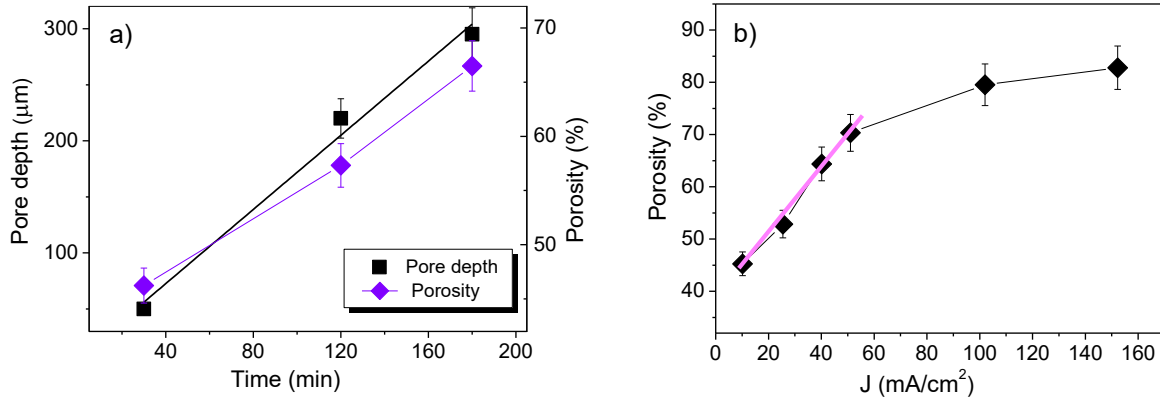 a)
Pore depth (μm)
300
200
100
70
60
50
Porosity (%)
Pore depth
Porosity
40 80 120 160 200
Time (min)
b)
Porosity (%)
90
80
70
60
50
40
0 20 40 60 80 100 120 140 160
J (mA/cm²)